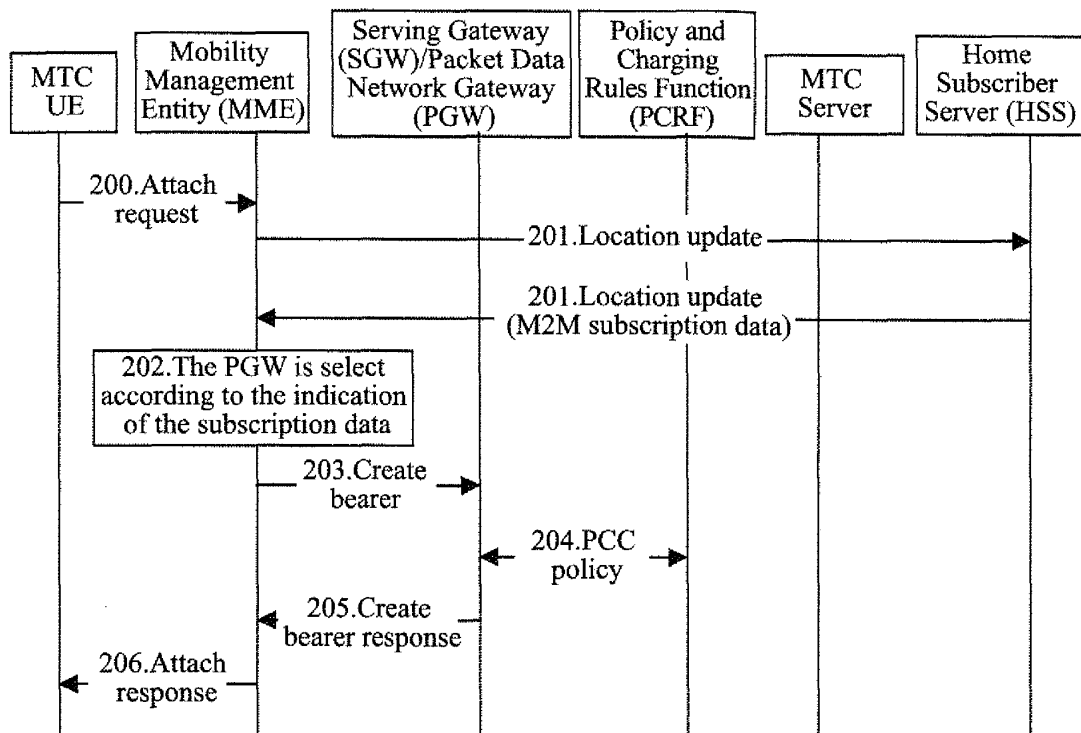 MTC
UE
Mobility
Management
Entity (MME)
Serving Gateway
(SGW)/Packet Data
Network Gateway
(PGW)
Policy and
Charging
Rules Function
(PCRF)
MTC
Server
Home
Subscriber
Server (HSS)
200.Attach
request
201.Location update
201.Location update
(M2M subscription data)
202.The PGW is select
according to the indication
of the subscription data
203.Create
bearer
204.PCC
policy
205.Create
bearer response
206.Attach
response